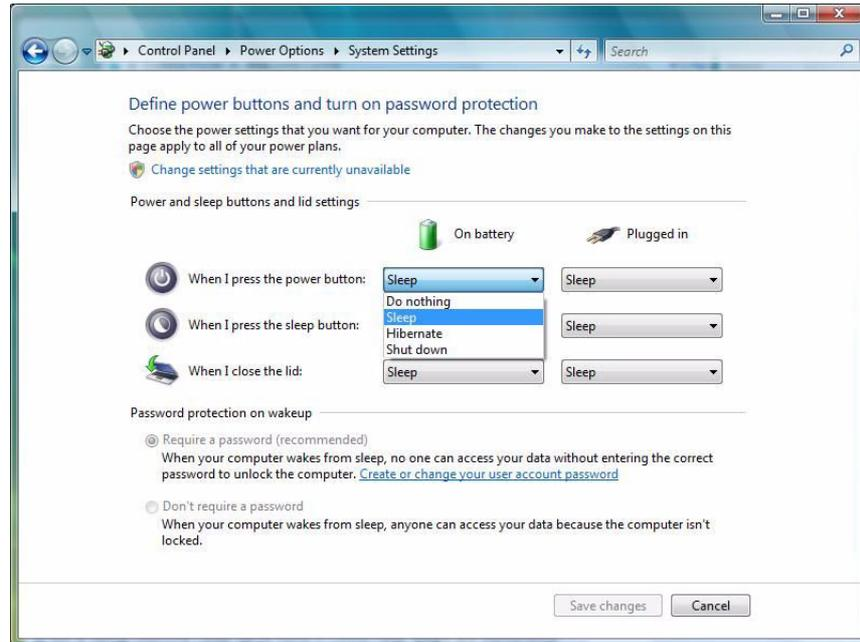 Control Panel ▸ Power Options ▸ System Settings
Search
Define power buttons and turn on password protection
Choose the power settings that you want for your computer. The changes you make to the settings on this
page apply to all of your power plans.
Change settings that are currently unavailable
Power and sleep buttons and lid settings
On battery Plugged in
When I press the power button: Sleep Sleep
Do nothing
Sleep
When I press the sleep button: Sleep
Hibernate
Shut down
When I close the lid: Sleep Sleep
Password protection on wakeup
Require a password (recommended)
When your computer wakes from sleep, no one can access your data without entering the correct
password to unlock the computer. Create or change your user account password
Don't require a password
When your computer wakes from sleep, anyone can access your data because the computer isn't
locked.
Save changes Cancel